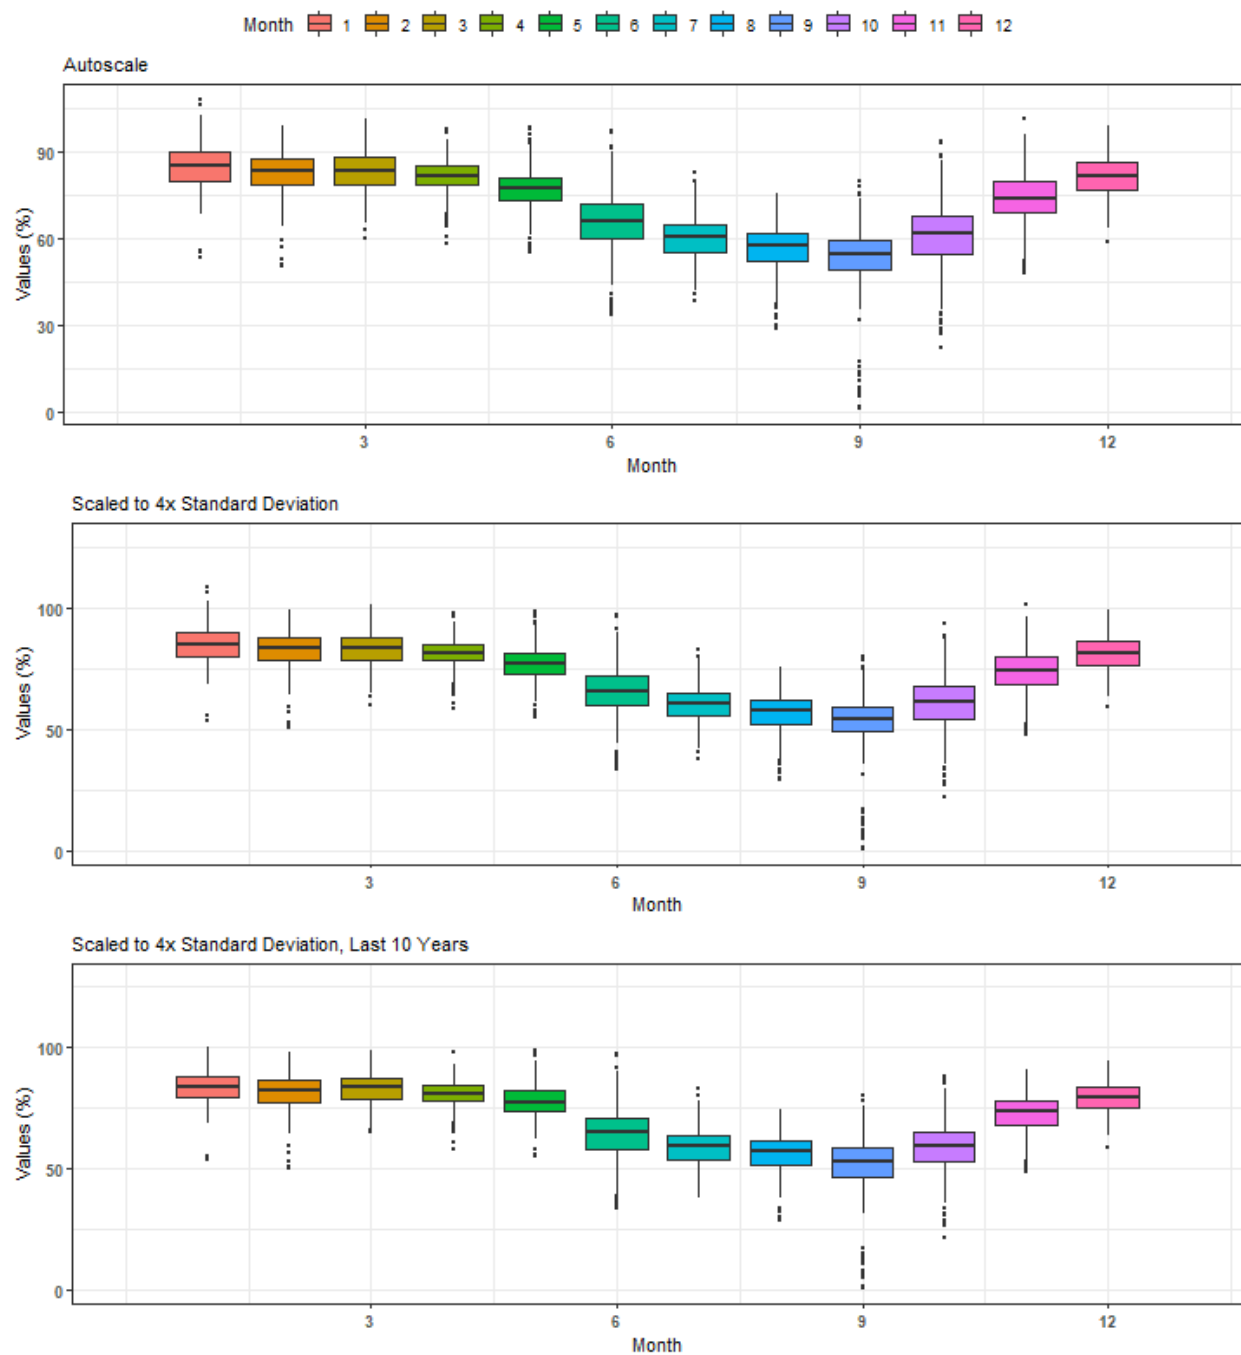 Month 1 2 3 4 5 6 7 8 9 10 11 12
Autoscale
Values (%)
90
60
30
0
3 6 9 12
Month
Scaled to 4x Standard Deviation
Values (%)
100
50
0
3 6 9 12
Month
Scaled to 4x Standard Deviation, Last 10 Years
Values (%)
100
50
0
3 6 9 12
Month